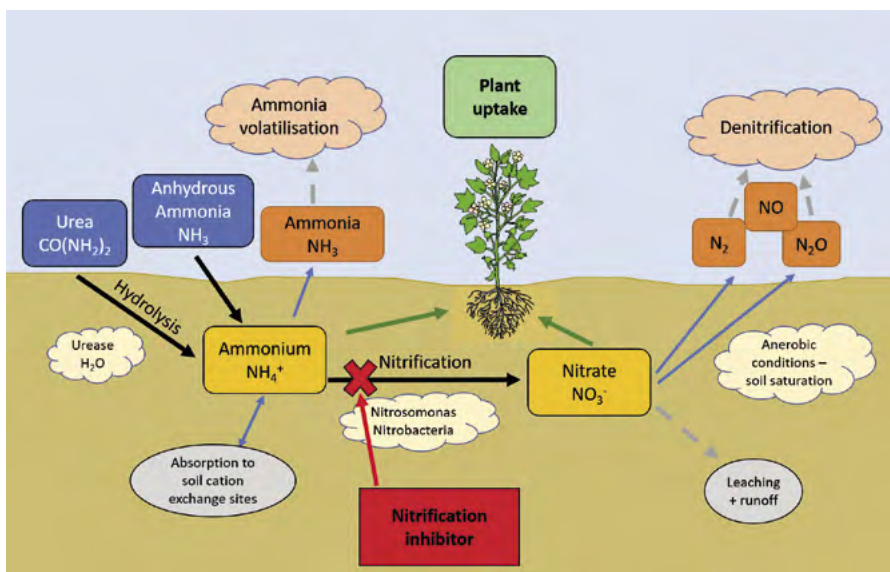 Ammonia
volatilisation
Plant
uptake
Denitrification
Urea
CO(NH₂)₂
Anhydrous
Ammonia
NH₃
Ammonia
NH₃
N₂
NO
N₂O
Hydrolysis
Urease
H₂O
Ammonium
NH₄⁺
Nitrification
Nitrosomonas
Nitrobacteria
Nitrate
NO₃⁻
Anerobic
conditions –
soil saturation
Absorption to
soil cation
exchange sites
Nitrification
inhibitor
Leaching
+ runoff